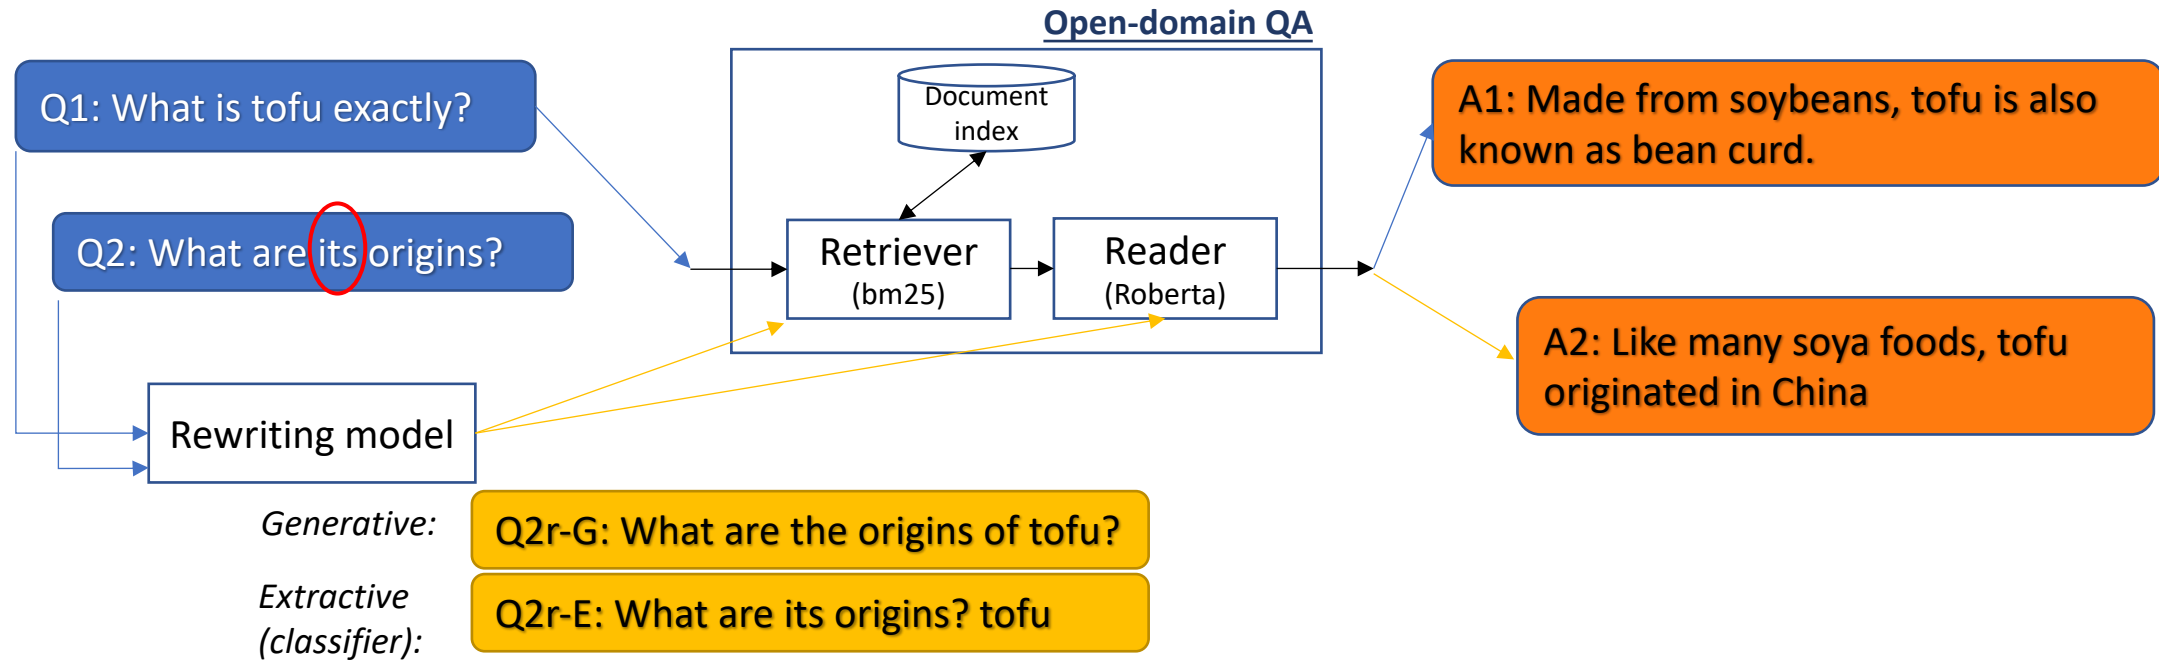 Open-domain QA
Q1: What is tofu exactly?
Q2: What are its origins?
Document
index
Retriever
(bm25)
Reader
(Roberta)
A1: Made from soybeans, tofu is also
known as bean curd.
A2: Like many soya foods, tofu
originated in China
Rewriting model
Generative:
Q2r-G: What are the origins of tofu?
Extractive
(classifier):
Q2r-E: What are its origins? tofu